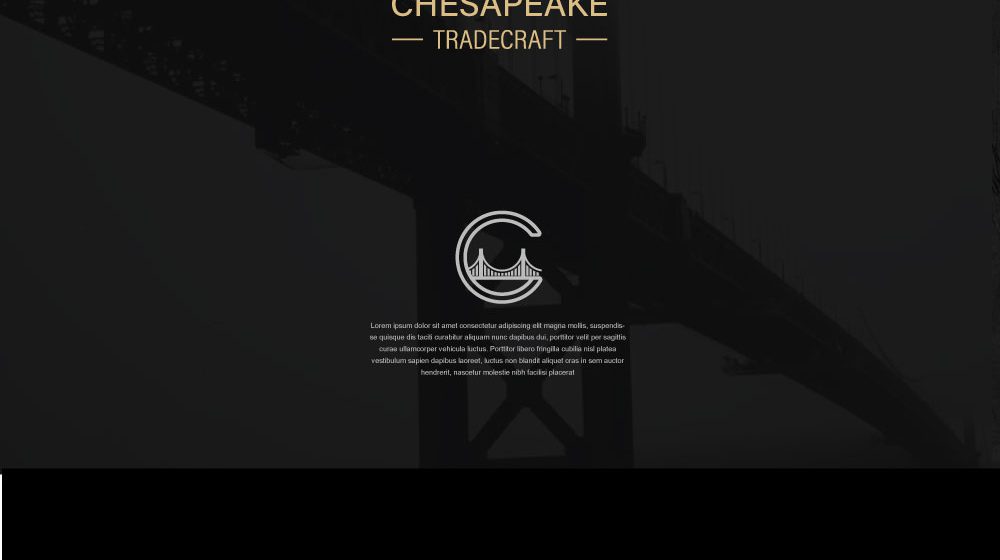 CHESAPEAKE
TRADECRAFT
Lorem ipsum dolor sit amet consectetur adipiscing elit magna mollis, suspendis-
se quisque dis taciti curabitur aliquam nunc dapibus dui, porttitor velit per sagittis
curae ullamcorper vehicula luctus. Porttitor libero fringilla cubilia nisl platea
vestibulum sapien dapibus laoreet, luctus non blandit aliquet cras in sem auctor
hendrerit, nascetur molestie nibh facilisi placerat